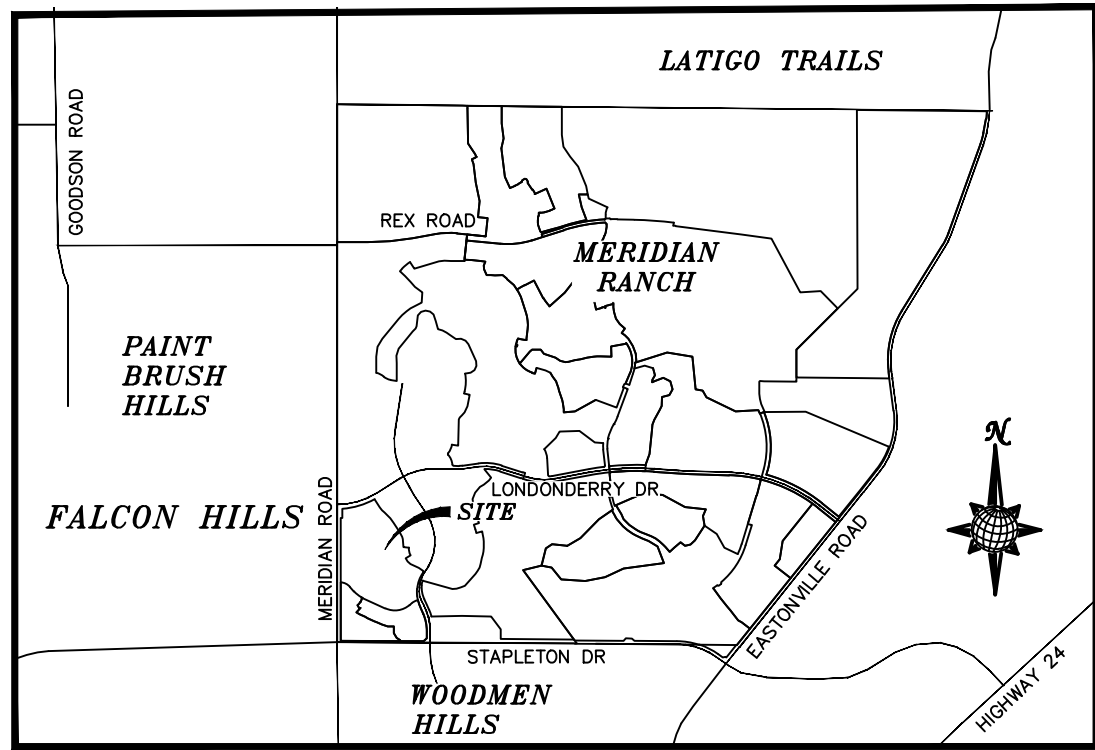 LATIGO TRAILS
GOODSON ROAD
REX ROAD
MERIDIAN
RANCH
PAINT
BRUSH
HILLS
N
LONDONDERRY DR
FALCON HILLS
SITE
MERIDIAN ROAD
EASTONVILLE ROAD
STAPLETON DR
HIGHWAY 24
WOODMEN
HILLS